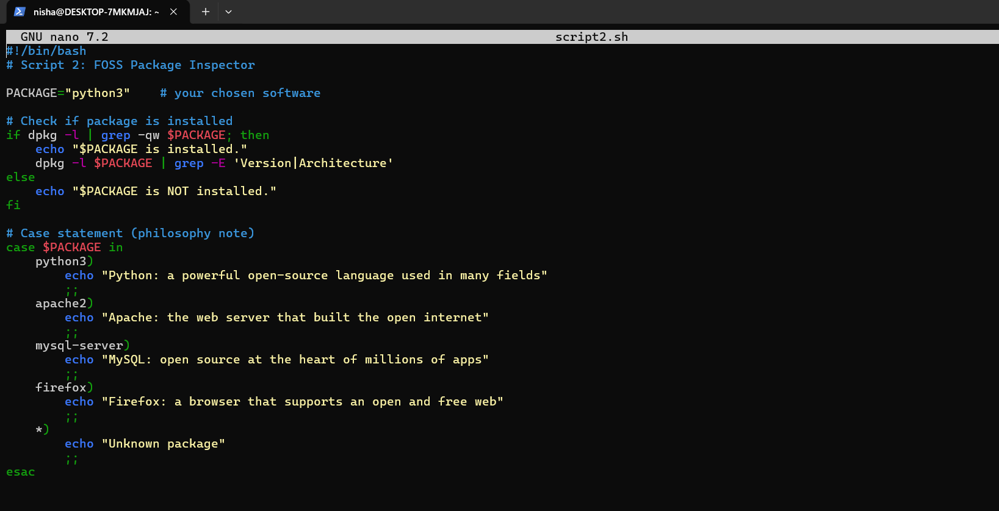 nisha@DESKTOP-7MKMJAJ: ~
GNU nano 7.2 script2.sh
#!/bin/bash
# Script 2: FOSS Package Inspector
PACKAGE="python3"    # your chosen software
# Check if package is installed
if dpkg -l | grep -qw $PACKAGE; then
    echo "$PACKAGE is installed."
    dpkg -l $PACKAGE | grep -E 'Version|Architecture'
else
    echo "$PACKAGE is NOT installed."
fi
# Case statement (philosophy note)
case $PACKAGE in
    python3)
        echo "Python: a powerful open-source language used in many fields"
        ;;
    apache2)
        echo "Apache: the web server that built the open internet"
        ;;
    mysql-server)
        echo "MySQL: open source at the heart of millions of apps"
        ;;
    firefox)
        echo "Firefox: a browser that supports an open and free web"
        ;;
    *)
        echo "Unknown package"
        ;;
esac